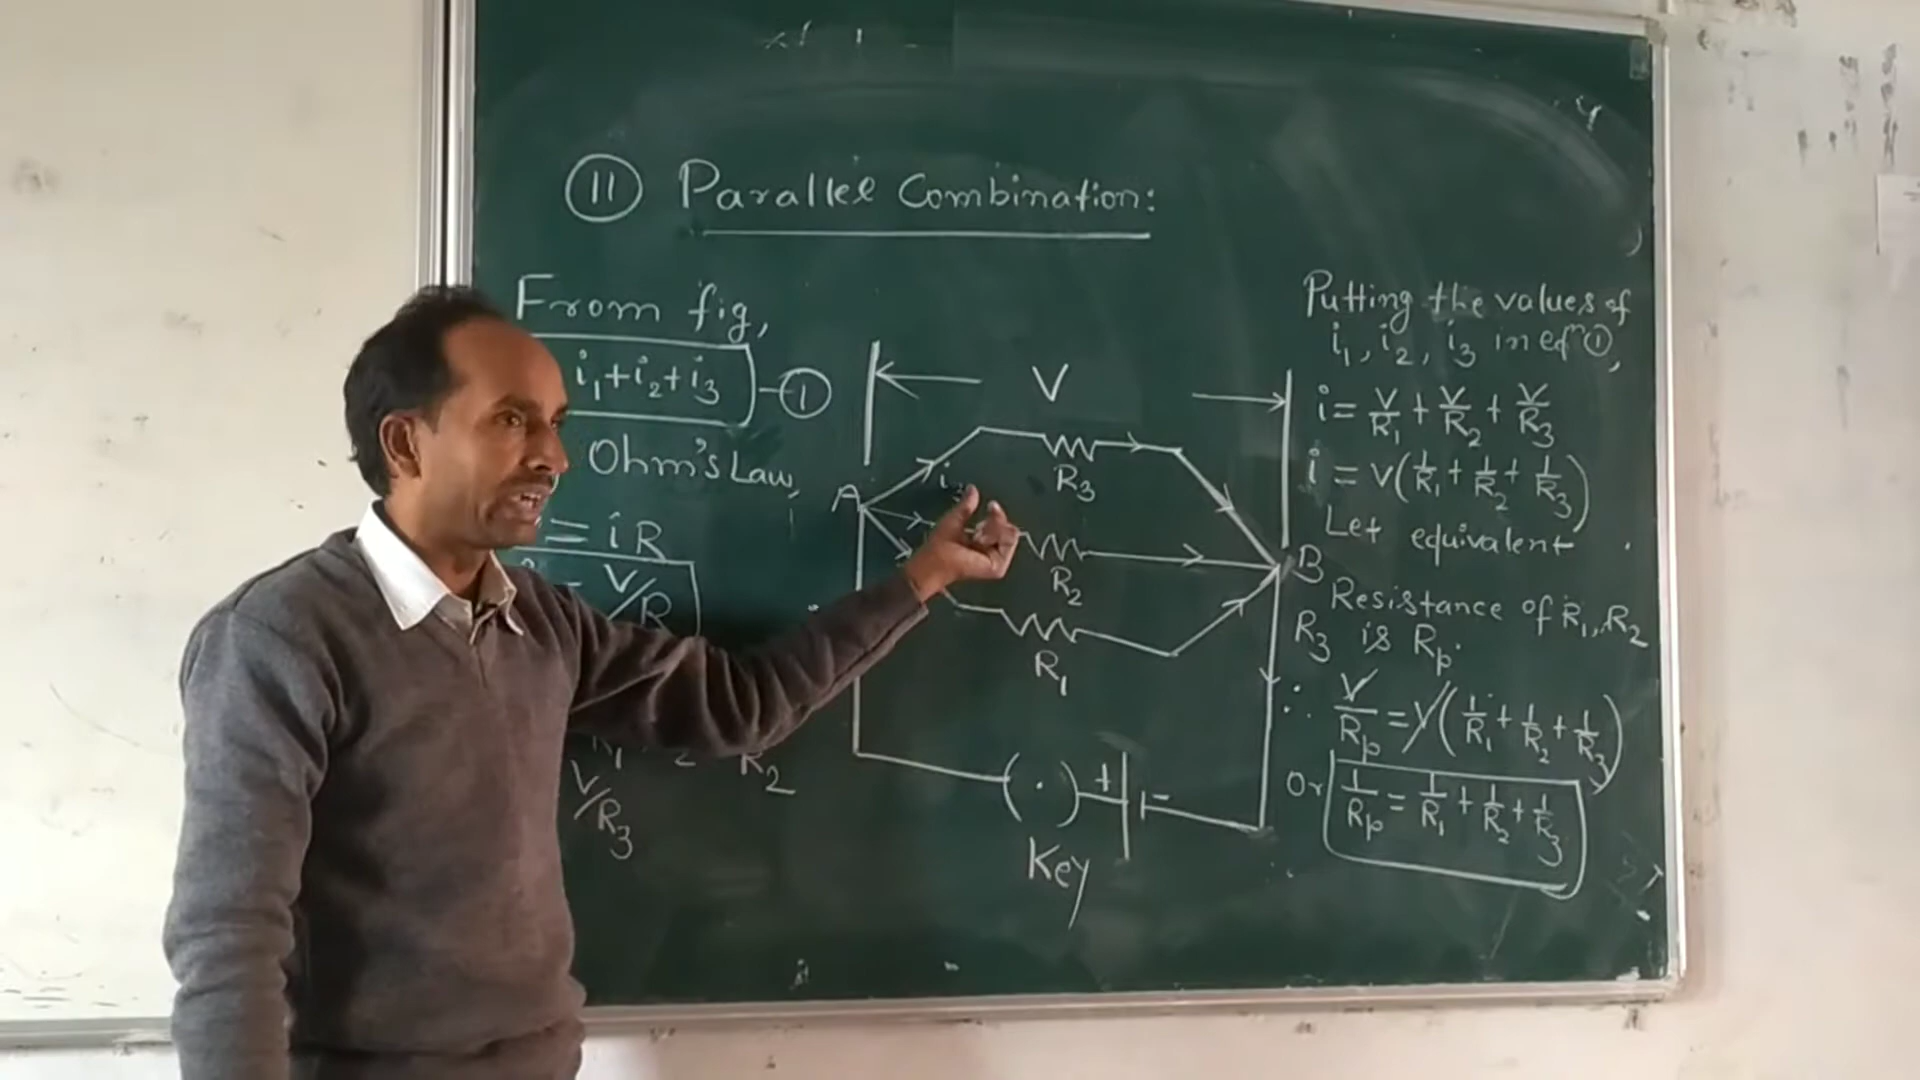 (11) Parallel Combination:
From fig,
i₁+i₂+i₃ —(1)
Ohm's Law,
= iR
V/R
R₂
V/R₃
V
A
i
R₃
R₂
R₁
B
+ -
Key
Putting the values of
i₁, i₂, i₃ in eqⁿ(1),
i = V/R₁ + V/R₂ + V/R₃
i = V(1/R₁ + 1/R₂ + 1/R₃)
Let equivalent
Resistance of R₁, R₂
R₃ is Rp.
∴ V/Rp = V(1/R₁ + 1/R₂ + 1/R₃)
Or 1/Rp = 1/R₁ + 1/R₂ + 1/R₃